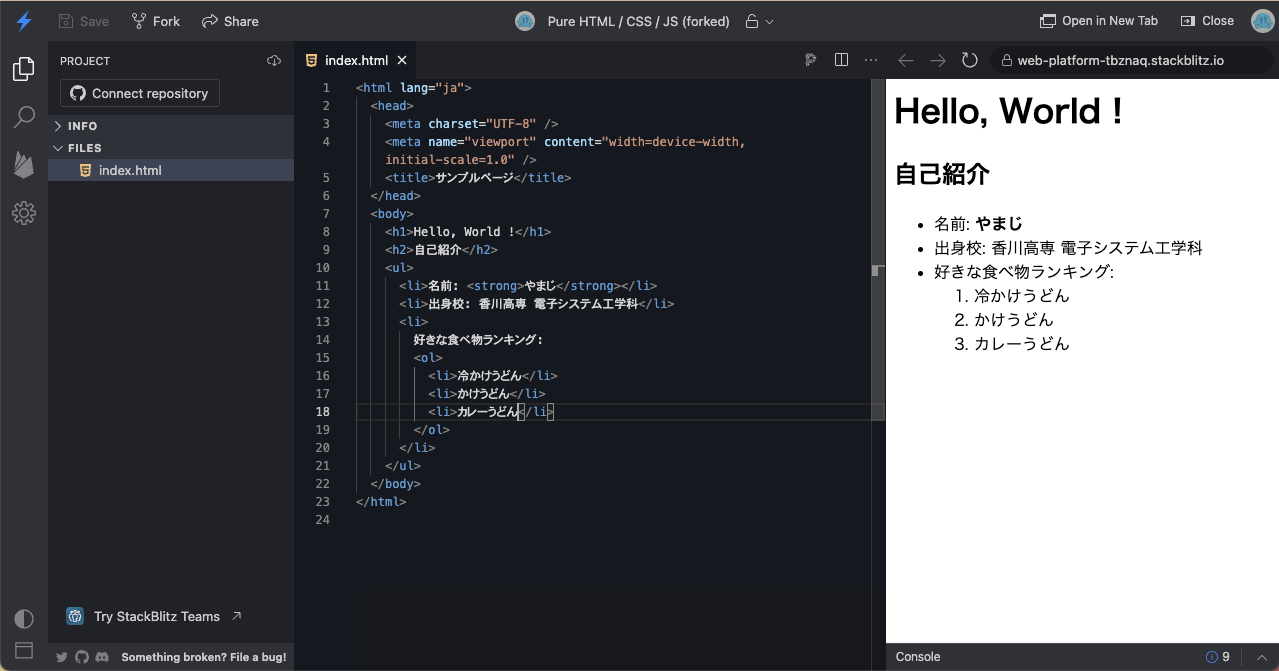 Save Fork Share Pure HTML / CSS / JS (forked) Open in New Tab Close
PROJECT
Connect repository
INFO
FILES
index.html
Try StackBlitz Teams
Something broken? File a bug!
index.html
1 <html lang="ja">
2 <head>
3 <meta charset="UTF-8" />
4 <meta name="viewport" content="width=device-width,
initial-scale=1.0" />
5 <title>サンプルページ</title>
6 </head>
7 <body>
8 <h1>Hello, World !</h1>
9 <h2>自己紹介</h2>
10 <ul>
11 <li>名前: <strong>やまじ</strong></li>
12 <li>出身校: 香川高専 電子システム工学科</li>
13 <li>
14 好きな食べ物ランキング:
15 <ol>
16 <li>冷かけうどん</li>
17 <li>かけうどん</li>
18 <li>カレーうどん</li>
19 </ol>
20 </li>
21 </ul>
22 </body>
23 </html>
24
web-platform-tbznaq.stackblitz.io
Hello, World !
自己紹介
• 名前: やまじ
• 出身校: 香川高専 電子システム工学科
• 好きな食べ物ランキング:
1. 冷かけうどん
2. かけうどん
3. カレーうどん
Console 9